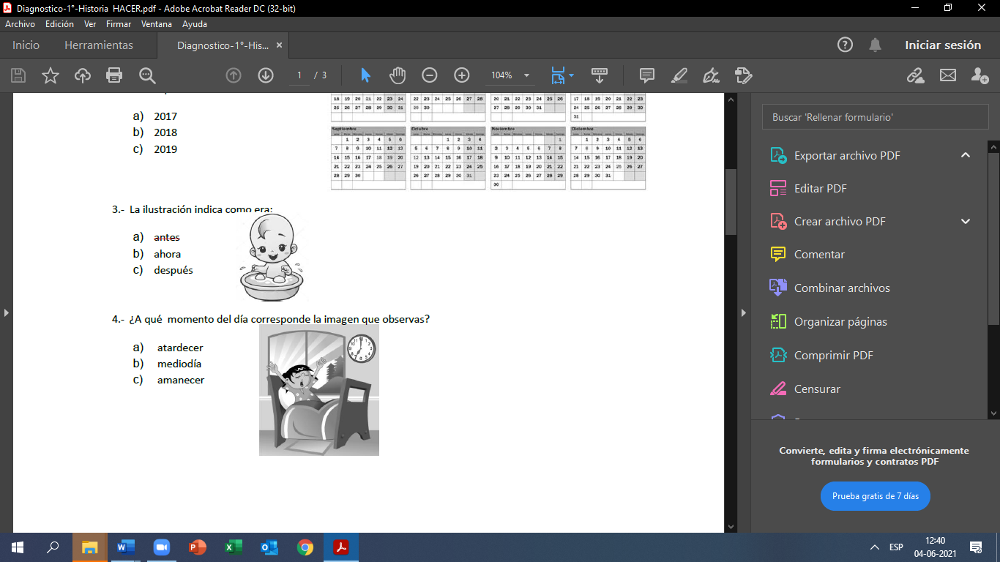 Diagnostico-1°-Historia HACER.pdf - Adobe Acrobat Reader DC (32-bit)
Archivo Edición Ver Firmar Ventana Ayuda
Inicio Herramientas Diagnostico-1°-His... × Iniciar sesión
1 / 3 104%
18 19 20 21 22 23 24 22 23 24 25 26 27 28 20 21 22 23 24 25 26 17 18 19 20 21 22 23
25 26 27 28 29 30 31 29 30 27 28 29 30 31 24 25 26 27 28 29 30
31
a) 2017
b) 2018
c) 2019
Septiembre Octubre Noviembre Diciembre
1 2 3 4 5 6 1 2 3 4 1 1 2 3 4 5 6
7 8 9 10 11 12 13 5 6 7 8 9 10 11 2 3 4 5 6 7 8 7 8 9 10 11 12 13
14 15 16 17 18 19 20 12 13 14 15 16 17 18 9 10 11 12 13 14 15 14 15 16 17 18 19 20
21 22 23 24 25 26 27 19 20 21 22 23 24 25 16 17 18 19 20 21 22 21 22 23 24 25 26 27
28 29 30 26 27 28 29 30 31 23 24 25 26 27 28 29 28 29 30 31
30
3.- La ilustración indica como era:
a) antes
b) ahora
c) después
4.- ¿A qué momento del día corresponde la imagen que observas?
a) atardecer
b) mediodía
c) amanecer
Buscar 'Rellenar formulario'
Exportar archivo PDF
Editar PDF
Crear archivo PDF
Comentar
Combinar archivos
Organizar páginas
Comprimir PDF
Censurar
Convierte, edita y firma electrónicamente
formularios y contratos PDF
Prueba gratis de 7 días
ESP
12:40
04-06-2021